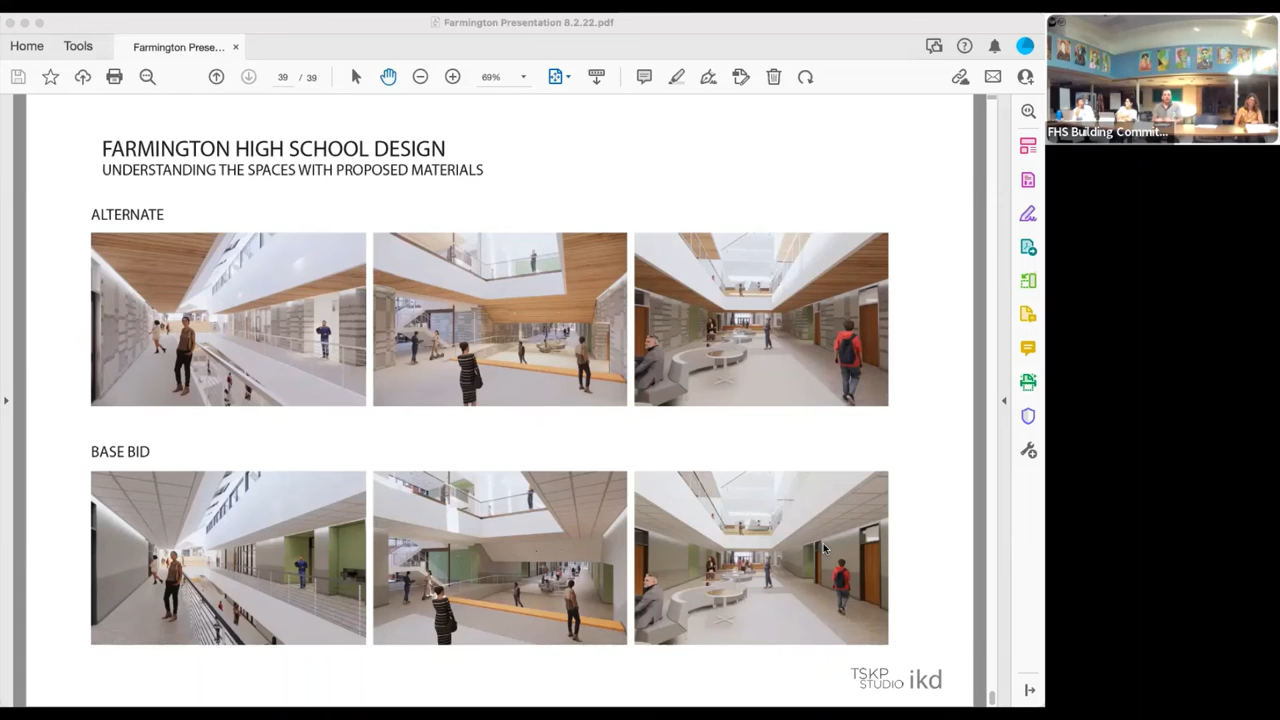 Farmington Presentation 8.2.22.pdf
Home
Tools
Farmington Prese... ×
39 / 39
69%
FHS Building Commit...
FARMINGTON HIGH SCHOOL DESIGN
UNDERSTANDING THE SPACES WITH PROPOSED MATERIALS
ALTERNATE
BASE BID
TSKP
STUDIO
ikd